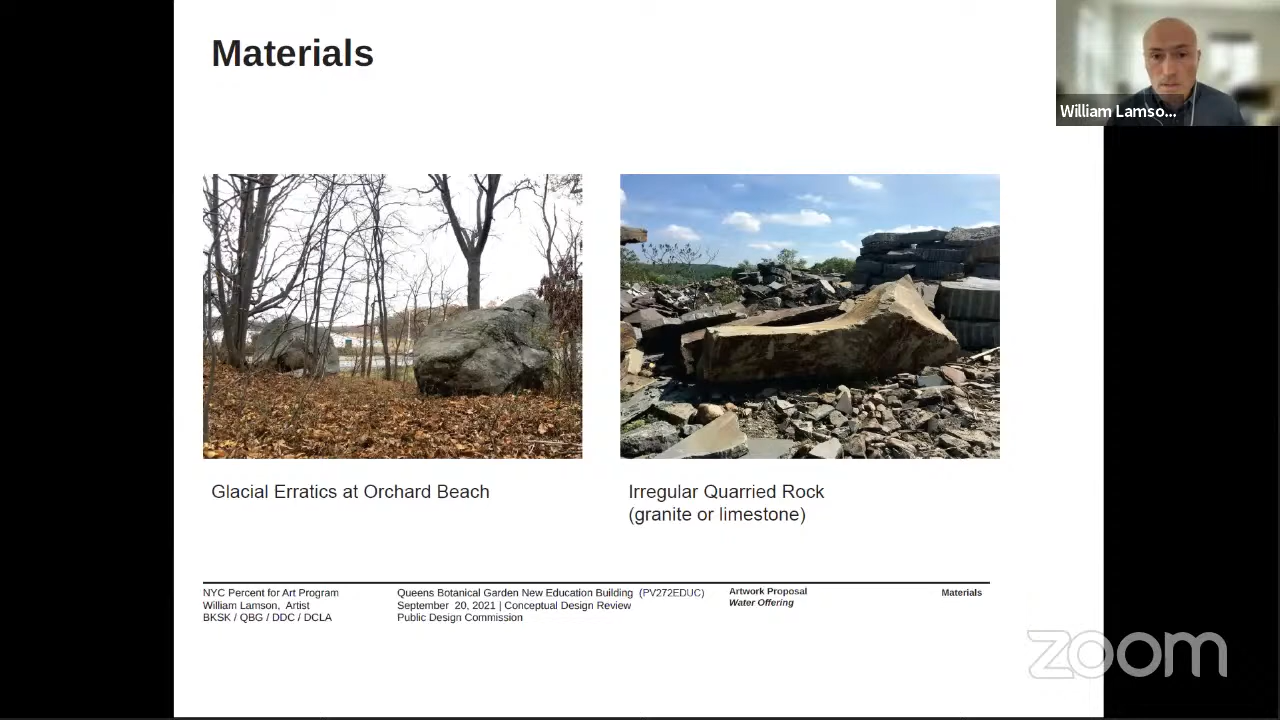 Materials
William Lamso...
Glacial Erratics at Orchard Beach
Irregular Quarried Rock
(granite or limestone)
NYC Percent for Art Program
William Lamson, Artist
BKSK / QBG / DDC / DCLA
Queens Botanical Garden New Education Building (PV272EDUC)
September 20, 2021 | Conceptual Design Review
Public Design Commission
Artwork Proposal
Water Offering
Materials
zoom